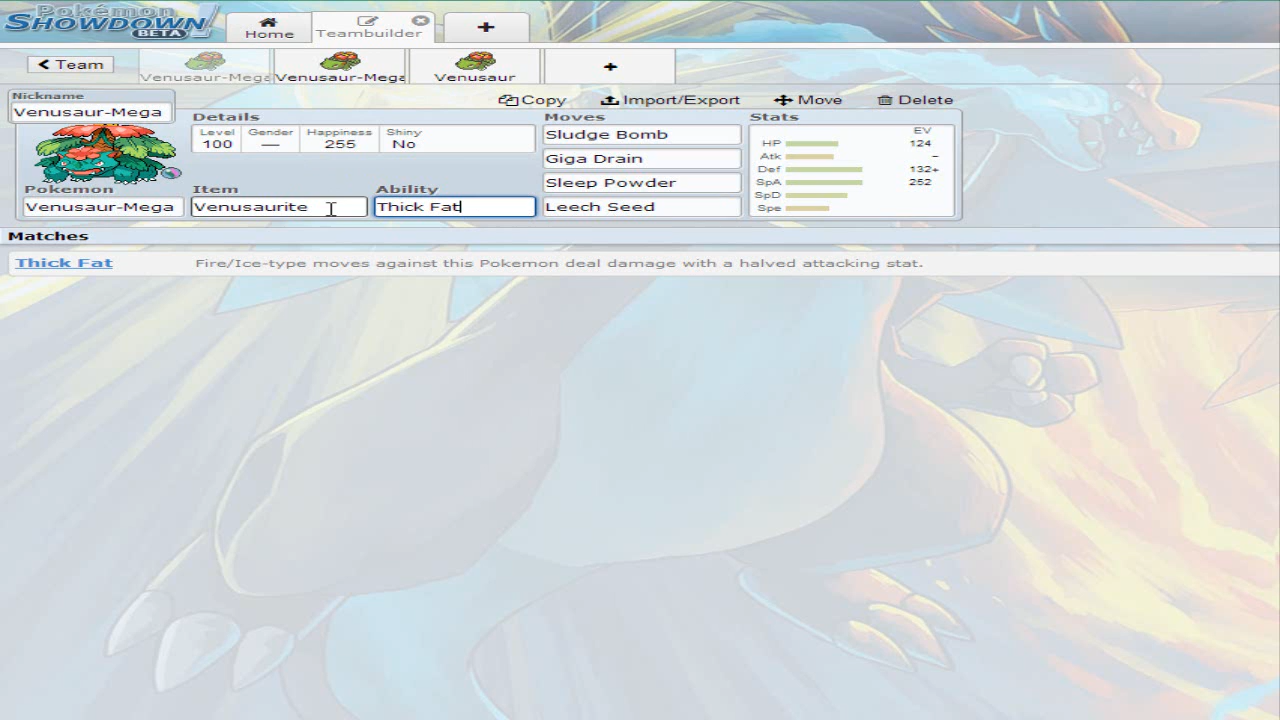 Pokémon
SHOWDOWN!
BETA
Home
Teambuilder
+
< Team
Venusaur-Mega
Venusaur-Mega
Venusaur
+
Nickname
Venusaur-Mega
Copy
Import/Export
Move
Delete
Details
Level
Gender
Happiness
Shiny
100
—
255
No
Moves
Sludge Bomb
Giga Drain
Sleep Powder
Leech Seed
Stats
EV
HP 124
Atk –
Def 132+
SpA 252
SpD
Spe
Pokemon
Venusaur-Mega
Item
Venusaurite
Ability
Thick Fat
Matches
Thick Fat Fire/Ice-type moves against this Pokemon deal damage with a halved attacking stat.